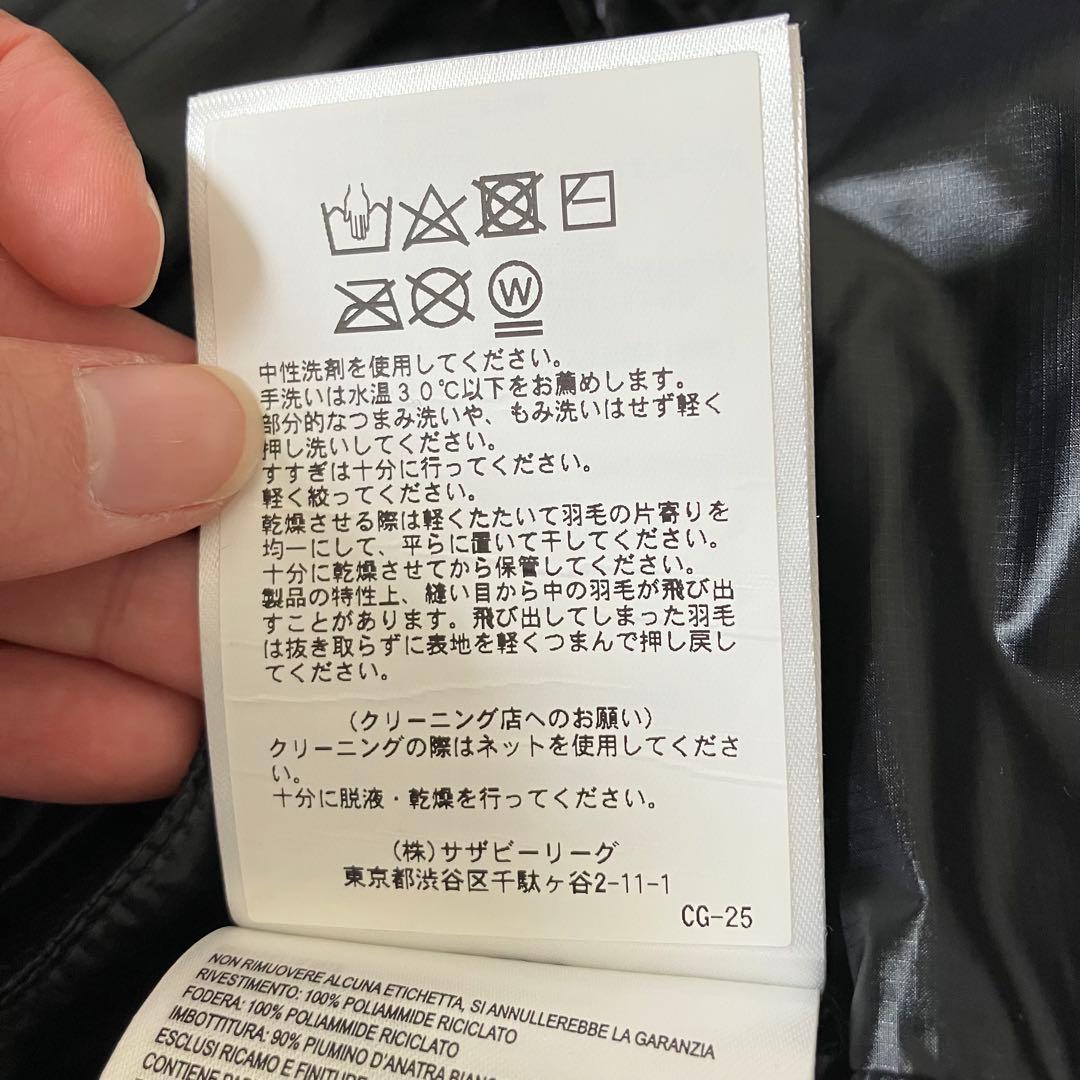 W
中性洗剤を使用してください。
手洗いは水温30℃以下をお薦めします。
部分的なつまみ洗いや、もみ洗いはせず軽く
押し洗いしてください。
すすぎは十分に行ってください。
軽く絞ってください。
乾燥させる際は軽くたたいて羽毛の片寄りを
均一にして、平らに置いて干してください。
十分に乾燥させてから保管してください。
製品の特性上、縫い目から中の羽毛が飛び出
すことがあります。飛び出してしまった羽毛
は抜き取らずに表地を軽くつまんで押し戻し
てください。
(クリーニング店へのお願い)
クリーニングの際はネットを使用してくださ
い。
十分に脱液・乾燥を行ってください。
(株)サザビーリーグ
東京都渋谷区千駄ヶ谷2-11-1
CG-25
NON RIMUOVERE ALCUNA ETICHETTA, SI ANNULLEREBBE LA GARANZIA
RIVESTIMENTO: 100% POLIAMMIDE RICICLATO
FODERA: 100% POLIAMMIDE RICICLATO
IMBOTTITURA: 90% PIUMINO D'ANATRA
ESCLUSI RICAMO E FINITURE
CONTIENE